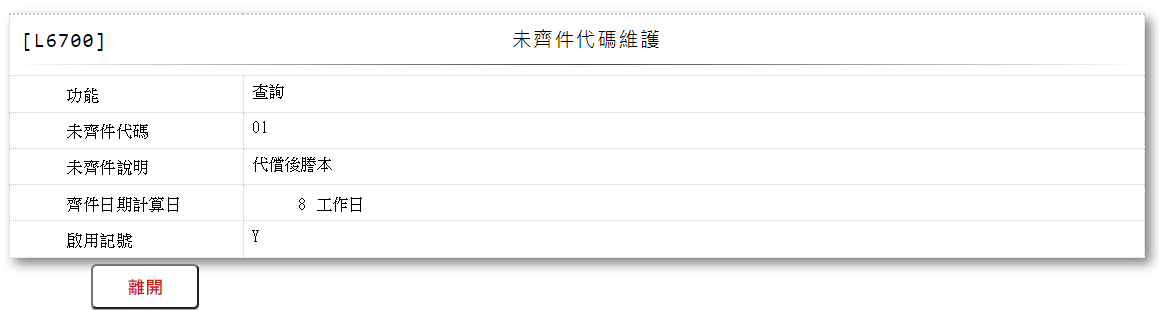 [L6700] 未齊件代碼維護
功能 查詢
未齊件代碼 01
未齊件說明 代償後謄本
齊件日期計算日 8 工作日
啟用記號 Y
離開